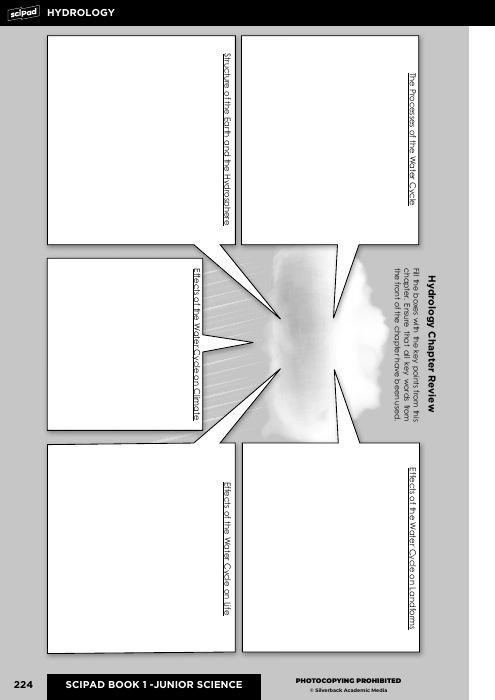 scipad HYDROLOGY
Hydrology Chapter Review
Fill the boxes with the key points from this
chapter. Ensure that all key words from
the front of the chapter have been used.
The Processes of the Water Cycle
Effects of the Water Cycle on Landforms
Structure of the Earth and the Hydrosphere
Effects of the Water Cycle on Climate
Effects of the Water Cycle on Life
224 SCIPAD BOOK 1 -JUNIOR SCIENCE
PHOTOCOPYING PROHIBITED
© Silverback Academic Media